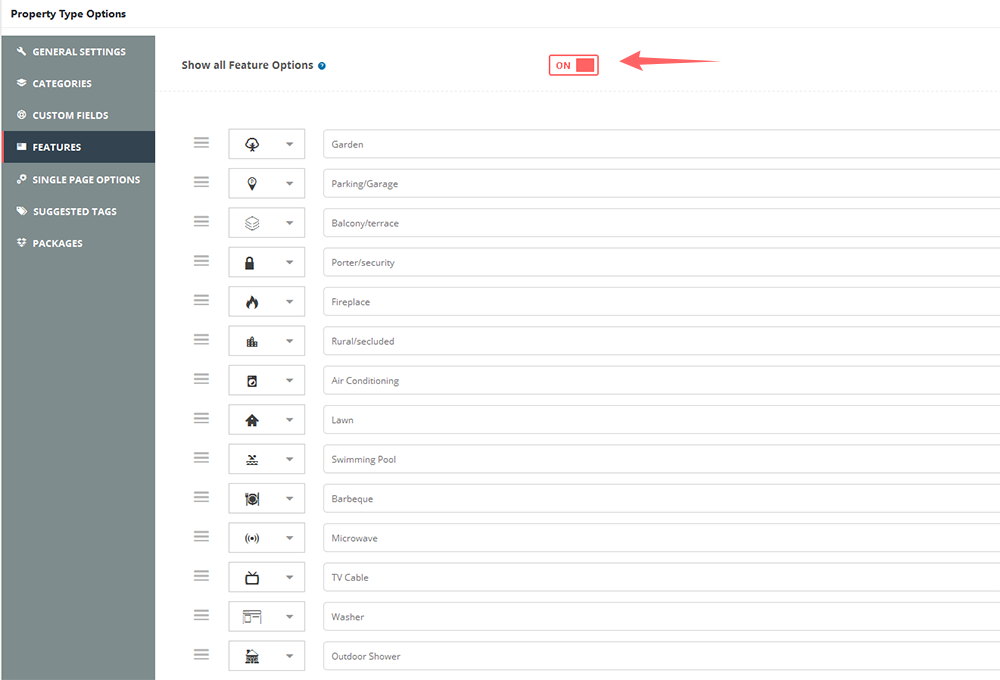 Property Type Options
GENERAL SETTINGS
CATEGORIES
CUSTOM FIELDS
FEATURES
SINGLE PAGE OPTIONS
SUGGESTED TAGS
PACKAGES
Show all Feature Options ?
ON
Garden
Parking/Garage
Balcony/terrace
Porter/security
Fireplace
Rural/secluded
Air Conditioning
Lawn
Swimming Pool
Barbeque
Microwave
TV Cable
Washer
Outdoor Shower